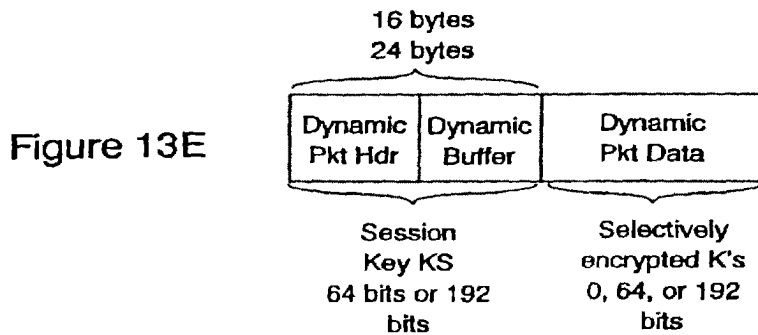 16 bytes
24 bytes
Figure 13E
Dynamic
Pkt Hdr
Dynamic
Buffer
Dynamic
Pkt Data
Session
Key KS
64 bits or 192
bits
Selectively
encrypted K's
0, 64, or 192
bits